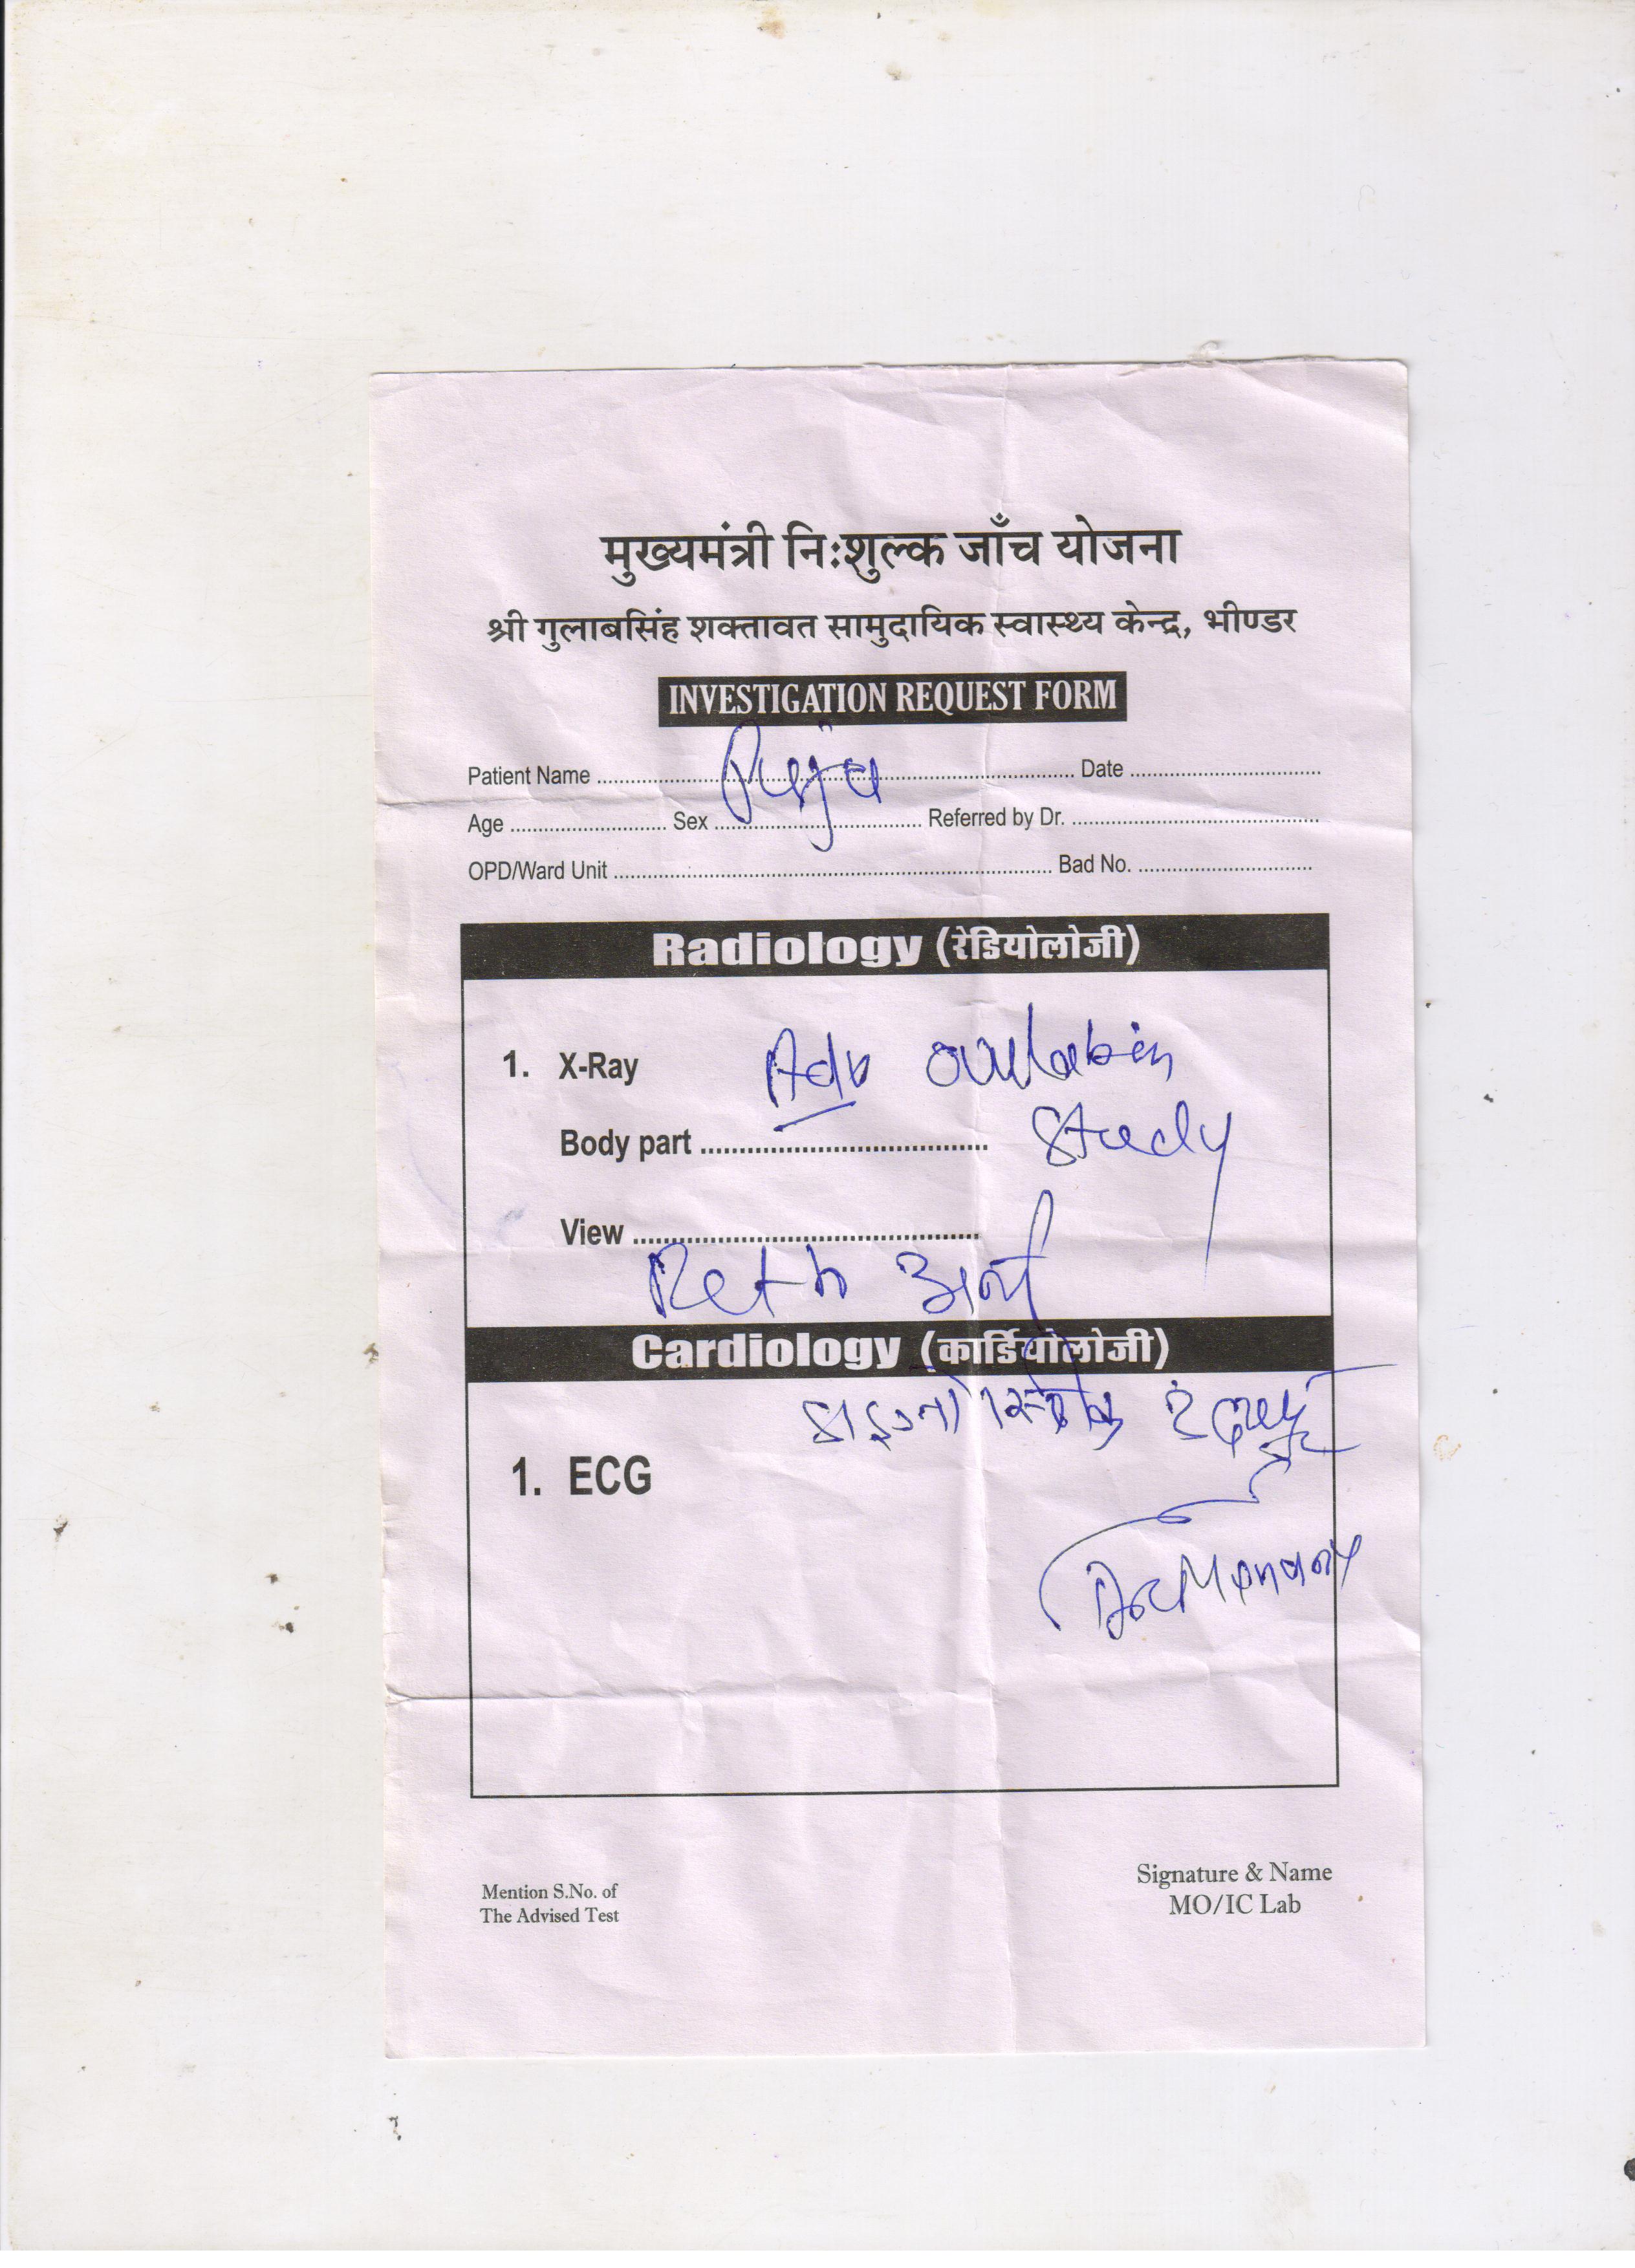 मुख्यमंत्री निःशुल्क जाँच योजना
श्री गुलाबसिंह शक्तावत सामुदायिक स्वास्थ्य केन्द्र, भीण्डर
INVESTIGATION REQUEST FORM
Patient Name ........ Puja ........ Date ........
Age ........ Sex ........ Referred by Dr. ........
OPD/Ward Unit ........ Bad No. ........
Radiology (रेडियोलोजी)
1. X-Ray Adv
Body part ........ Study
View ........
Cardiology (कार्डियोलोजी)
1. ECG
Mention S.No. of
The Advised Test
Signature & Name
MO/IC Lab